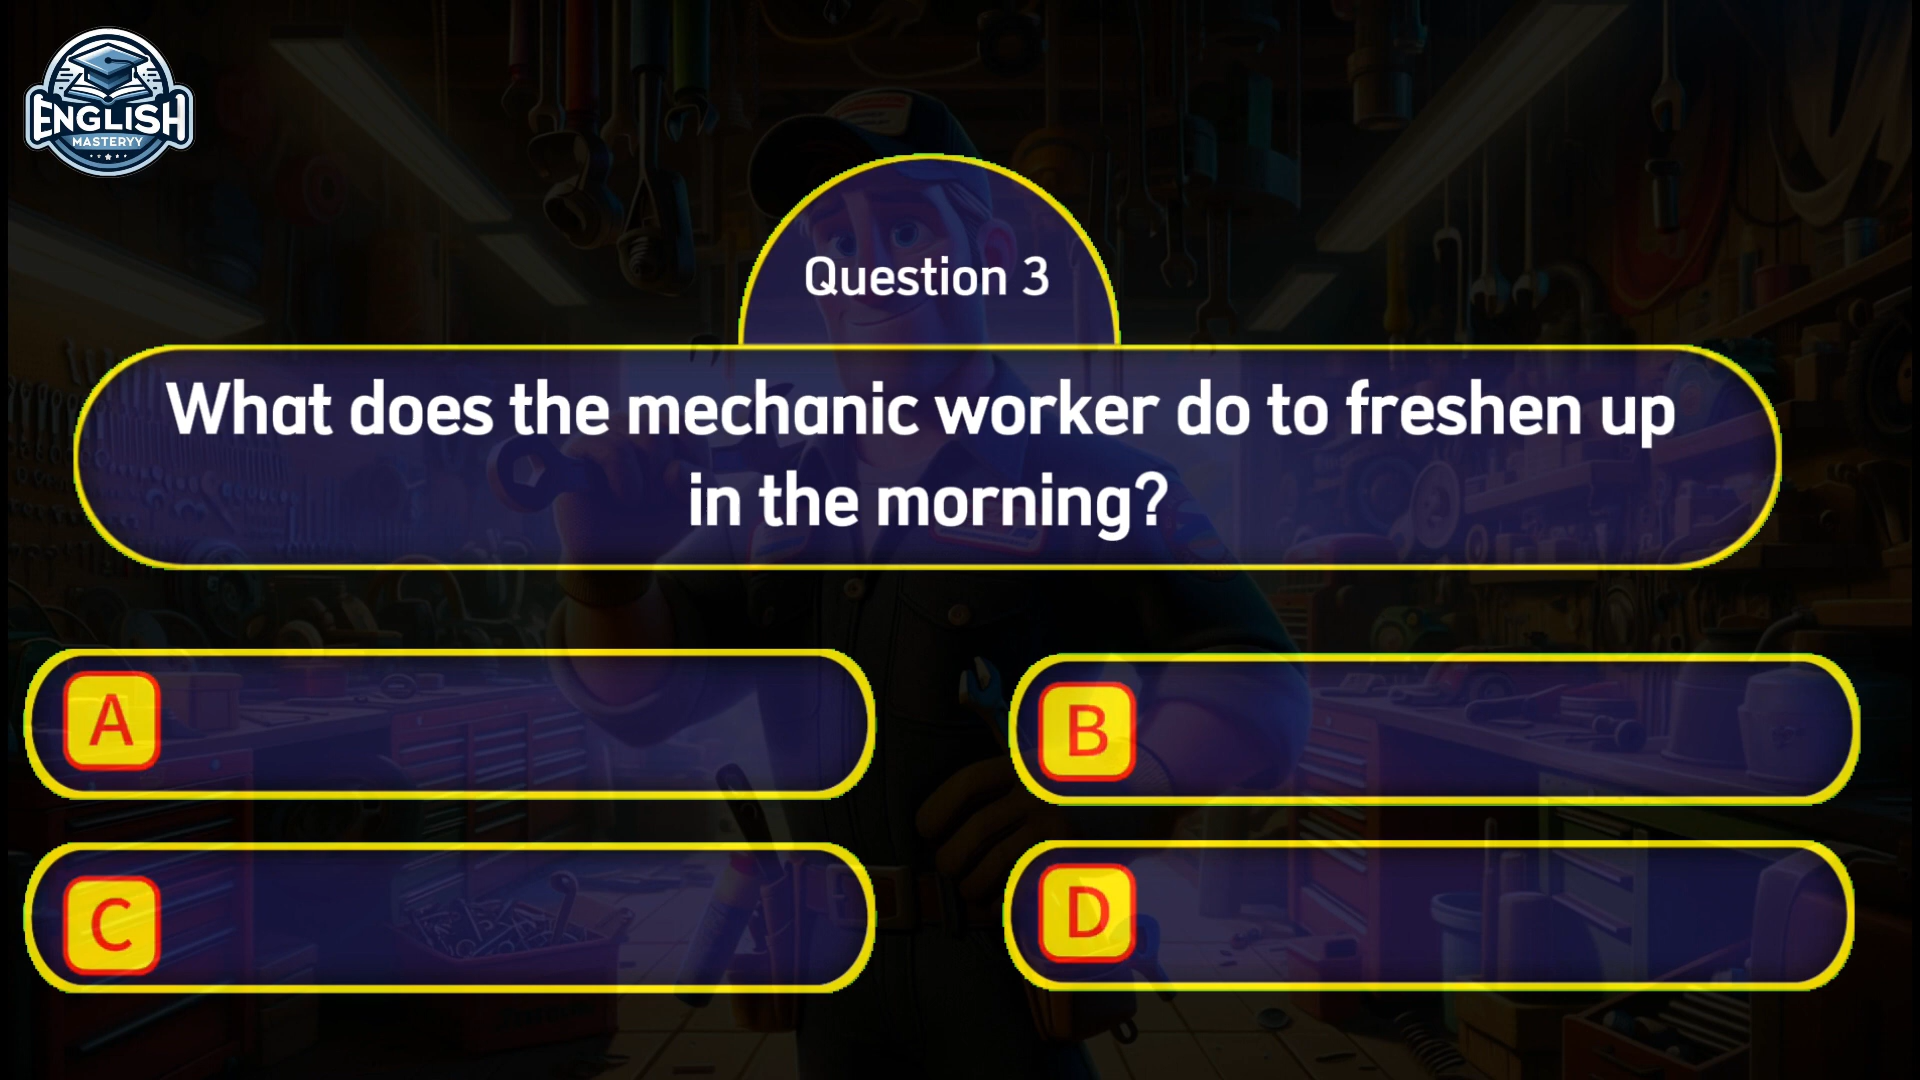 ENGLISH
MASTERYY
Question 3
What does the mechanic worker do to freshen up
in the morning?
A
B
C
D